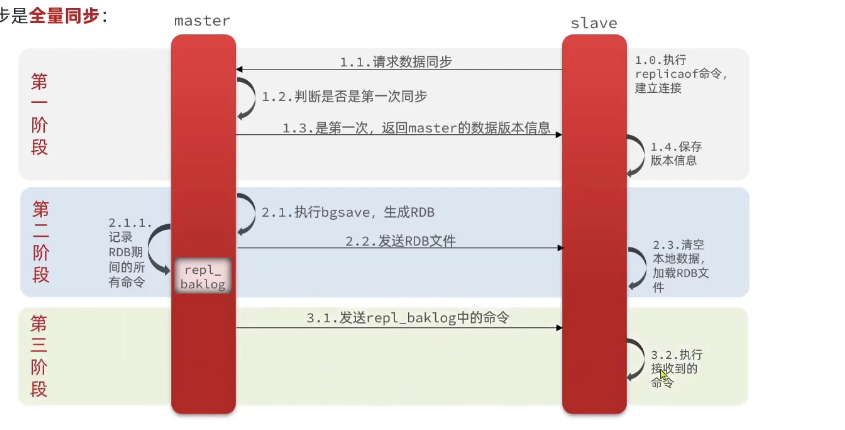 步是全量同步：
master
slave
第
一
阶
段
1.0.执行
replicaof命令，
建立连接
1.1.请求数据同步
1.2.判断是否是第一次同步
1.3.是第一次，返回master的数据版本信息
1.4.保存
版本信息
第
二
阶
段
2.1.执行bgsave，生成RDB
2.1.1.
记录
RDB期
间的所
有命令
repl_
baklog
2.2.发送RDB文件
2.3.清空
本地数据，
加载RDB文
件
第
三
阶
段
3.1.发送repl_baklog中的命令
3.2.执行
接收到的
命令